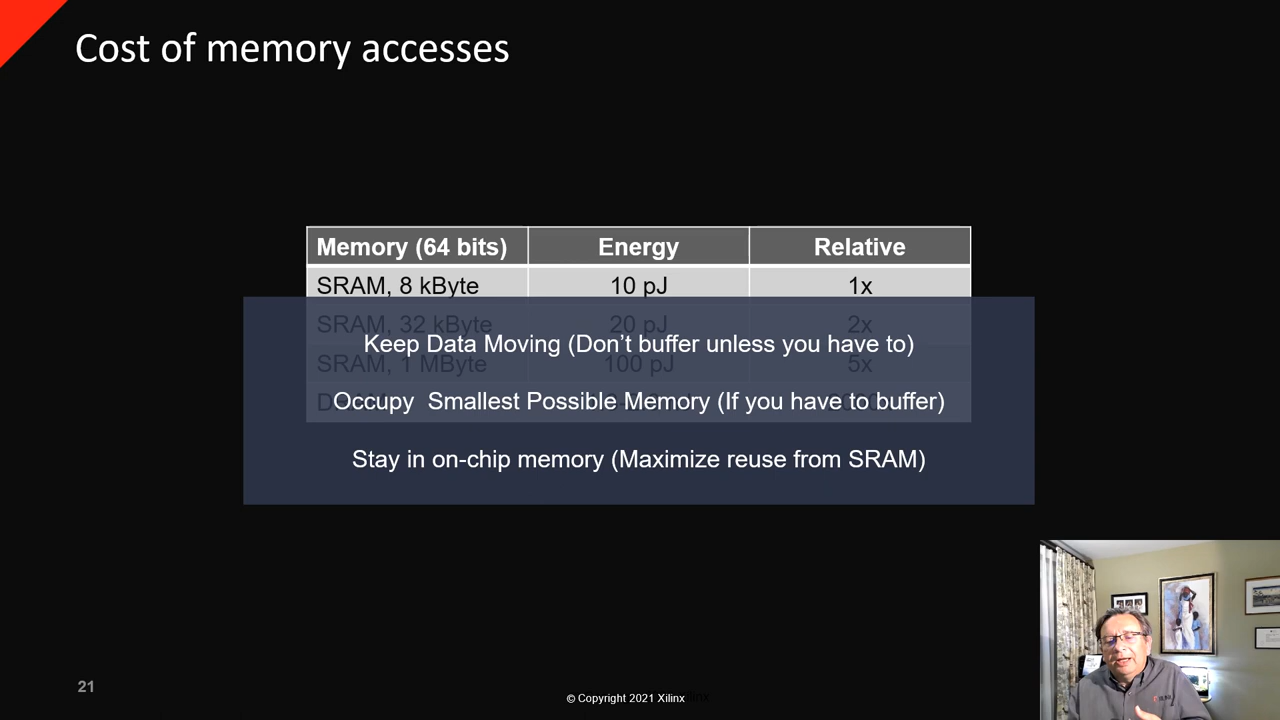 Cost of memory accesses
Memory (64 bits) Energy Relative
SRAM, 8 kByte 10 pJ 1x
SRAM, 32 kByte 20 pJ 2x
Keep Data Moving (Don’t buffer unless you have to)
SRAM, 1 MByte 100 pJ 5x
Occupy Smallest Possible Memory (If you have to buffer)
Stay in on-chip memory (Maximize reuse from SRAM)
21
© Copyright 2021 Xilinx